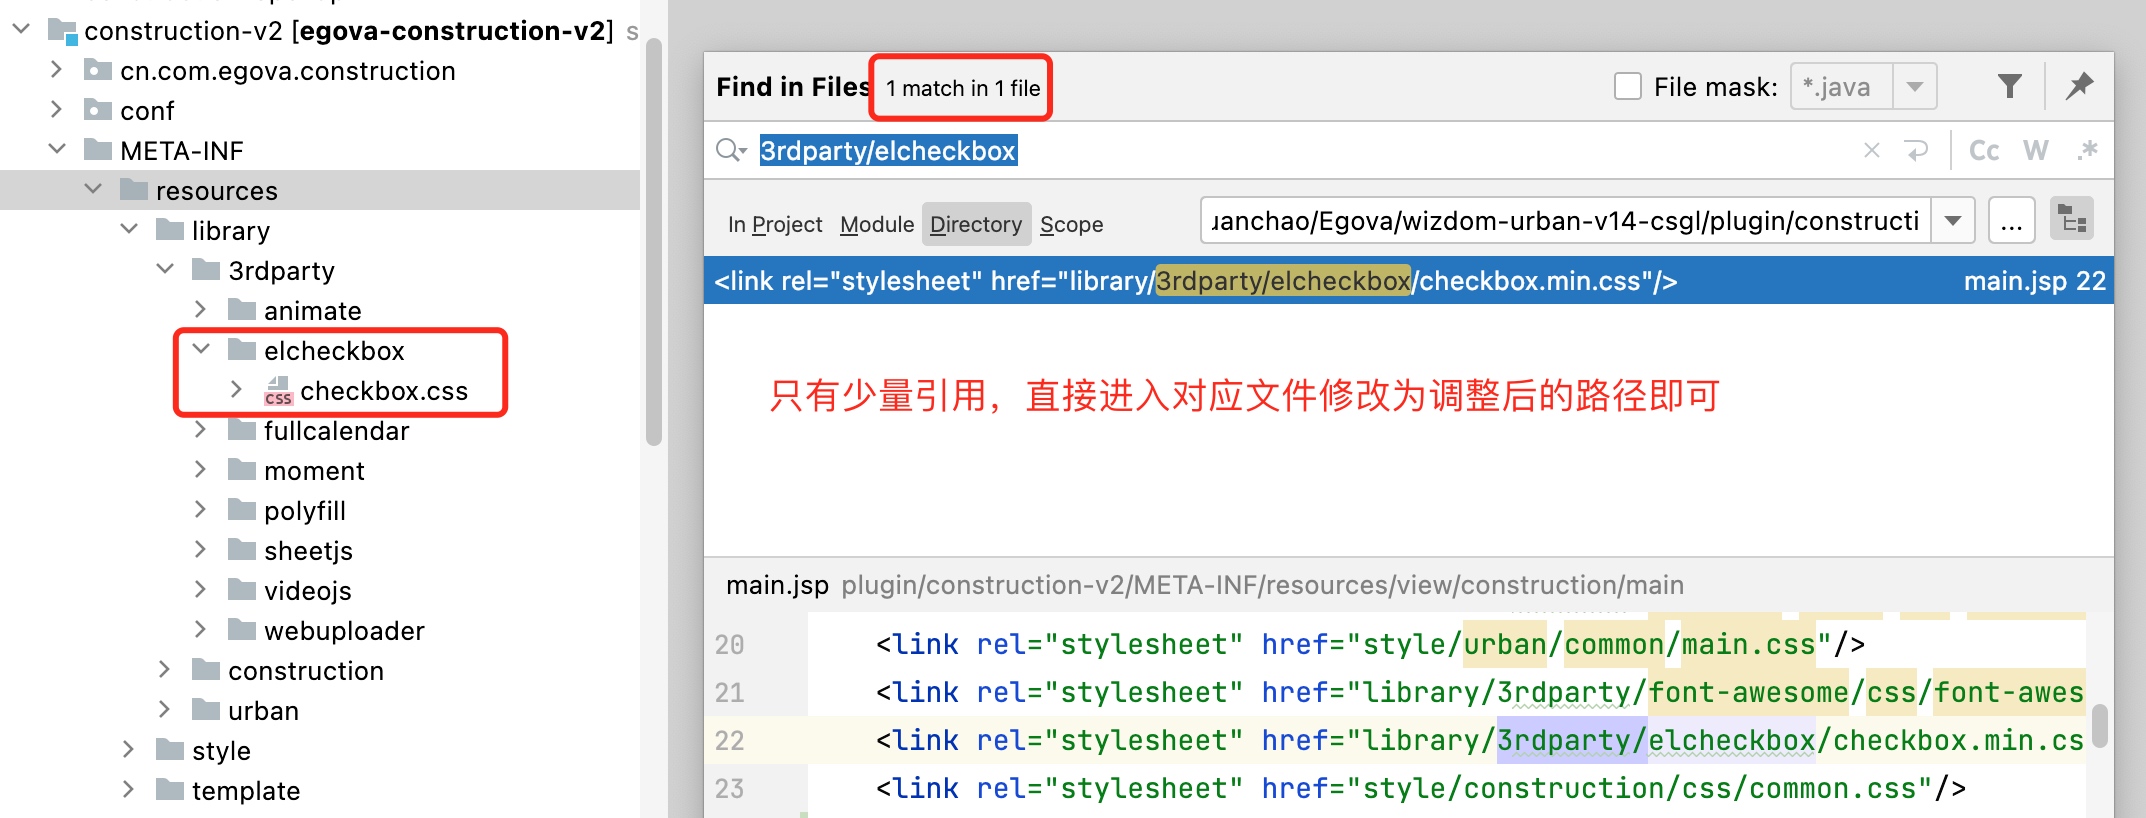 construction-v2 [egova-construction-v2] s
cn.com.egova.construction
conf
META-INF
resources
library
3rdparty
animate
elcheckbox
CSS checkbox.css
fullcalendar
moment
polyfill
sheetjs
videojs
webuploader
construction
urban
style
template
Find in Files 1 match in 1 file
File mask: *.java
3rdparty/elcheckbox
Cc W .*
In Project Module Directory Scope
uanchao/Egova/wizdom-urban-v14-csgl/plugin/constructi ...
<link rel="stylesheet" href="library/3rdparty/elcheckbox/checkbox.min.css"/> main.jsp 22
只有少量引用，直接进入对应文件修改为调整后的路径即可
main.jsp plugin/construction-v2/META-INF/resources/view/construction/main
20 <link rel="stylesheet" href="style/urban/common/main.css"/>
21 <link rel="stylesheet" href="library/3rdparty/font-awesome/css/font-awes
22 <link rel="stylesheet" href="library/3rdparty/elcheckbox/checkbox.min.cs
23 <link rel="stylesheet" href="style/construction/css/common.css"/>